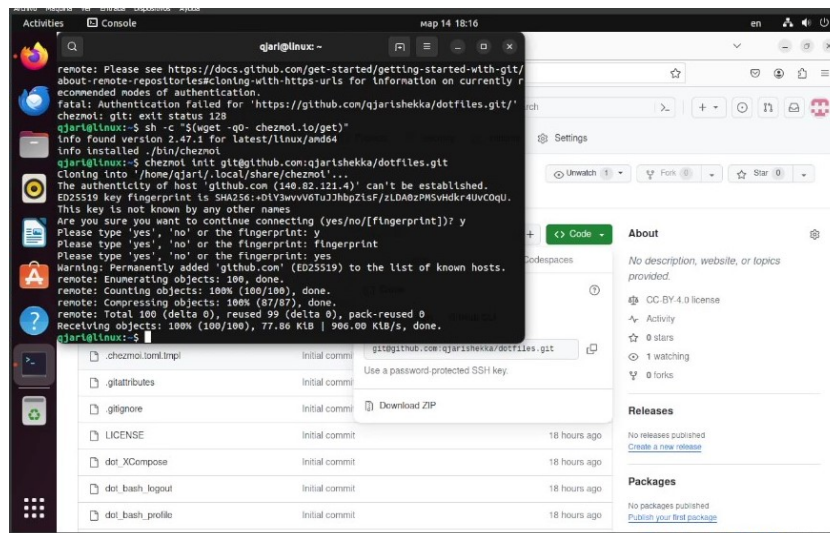 Archivo Máquina Ver Entrada Dispositivos Ayuda
Activities
Console
мар 14 18:16
en
qjari@linux: ~
remote: Please see https://docs.github.com/get-started/getting-started-with-git/
about-remote-repositories#cloning-with-https-urls for information on currently r
ecommended modes of authentication.
fatal: Authentication failed for 'https://github.com/qjarishekka/dotfiles.git/'
chezmoi: git: exit status 128
qjari@linux:~$ sh -c "$(wget -qO- chezmoi.io/get)"
info found version 2.47.1 for latest/linux/amd64
info installed ./bin/chezmoi
qjari@linux:~$ chezmoi init git@github.com:qjarishekka/dotfiles.git
Cloning into '/home/qjari/.local/share/chezmoi'...
The authenticity of host 'github.com (140.82.121.4)' can't be established.
ED25519 key fingerprint is SHA256:+DiY3wvvV6TuJJhbpZisF/zLDA0zPMSvHdkr4UvCOqU.
This key is not known by any other names
Are you sure you want to continue connecting (yes/no/[fingerprint])? y
Please type 'yes', 'no' or the fingerprint: y
Please type 'yes', 'no' or the fingerprint: fingerprint
Please type 'yes', 'no' or the fingerprint: yes
Warning: Permanently added 'github.com' (ED25519) to the list of known hosts.
remote: Enumerating objects: 100, done.
remote: Counting objects: 100% (100/100), done.
remote: Compressing objects: 100% (87/87), done.
remote: Total 100 (delta 0), reused 99 (delta 0), pack-reused 0
Receiving objects: 100% (100/100), 77.86 KiB | 906.00 KiB/s, done.
qjari@linux:~$
rch
Settings
Unwatch 1
Fork 0
Star 0
Code
Codespaces
git@github.com:qjarishekka/dotfiles.git
Use a password-protected SSH key.
Download ZIP
.chezmoi.toml.tmpl Initial commi
.gitattributes Initial commi
.gitignore Initial commi
LICENSE Initial commit 18 hours ago
dot_XCompose Initial commit 18 hours ago
dot_bash_logout Initial commit 18 hours ago
dot_bash_profile Initial commit 18 hours ago
About
No description, website, or topics
provided.
CC-BY-4.0 license
Activity
0 stars
1 watching
0 forks
Releases
No releases published
Create a new release
Packages
No packages published
Publish your first package